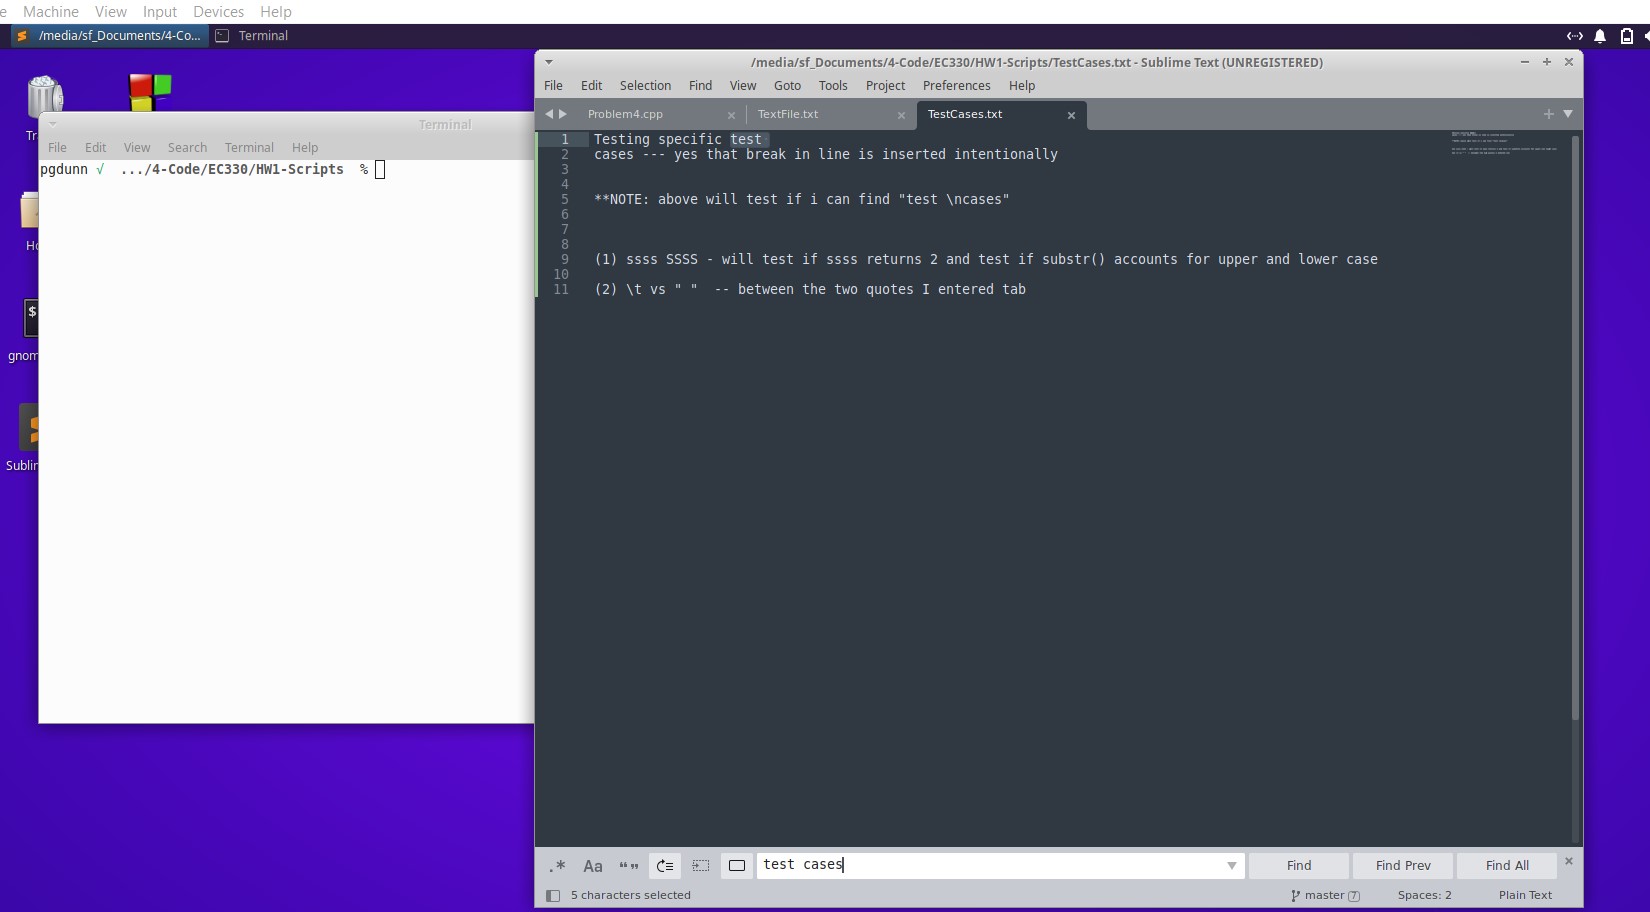 e Machine View Input Devices Help
/media/sf_Documents/4-Co... Terminal
Tr
Ho
$
gnom
Sublin
Terminal
File Edit View Search Terminal Help
pgdunn √ .../4-Code/EC330/HW1-Scripts %
/media/sf_Documents/4-Code/EC330/HW1-Scripts/TestCases.txt - Sublime Text (UNREGISTERED)
File Edit Selection Find View Goto Tools Project Preferences Help
Problem4.cpp TextFile.txt TestCases.txt
1 Testing specific test
2 cases --- yes that break in line is inserted intentionally
3
4
5 **NOTE: above will test if i can find "test \ncases"
6
7
8
9 (1) ssss SSSS - will test if ssss returns 2 and test if substr() accounts for upper and lower case
10
11 (2) \t vs " "  -- between the two quotes I entered tab
.* Aa “” test cases Find Find Prev Find All
5 characters selected master 7 Spaces: 2 Plain Text